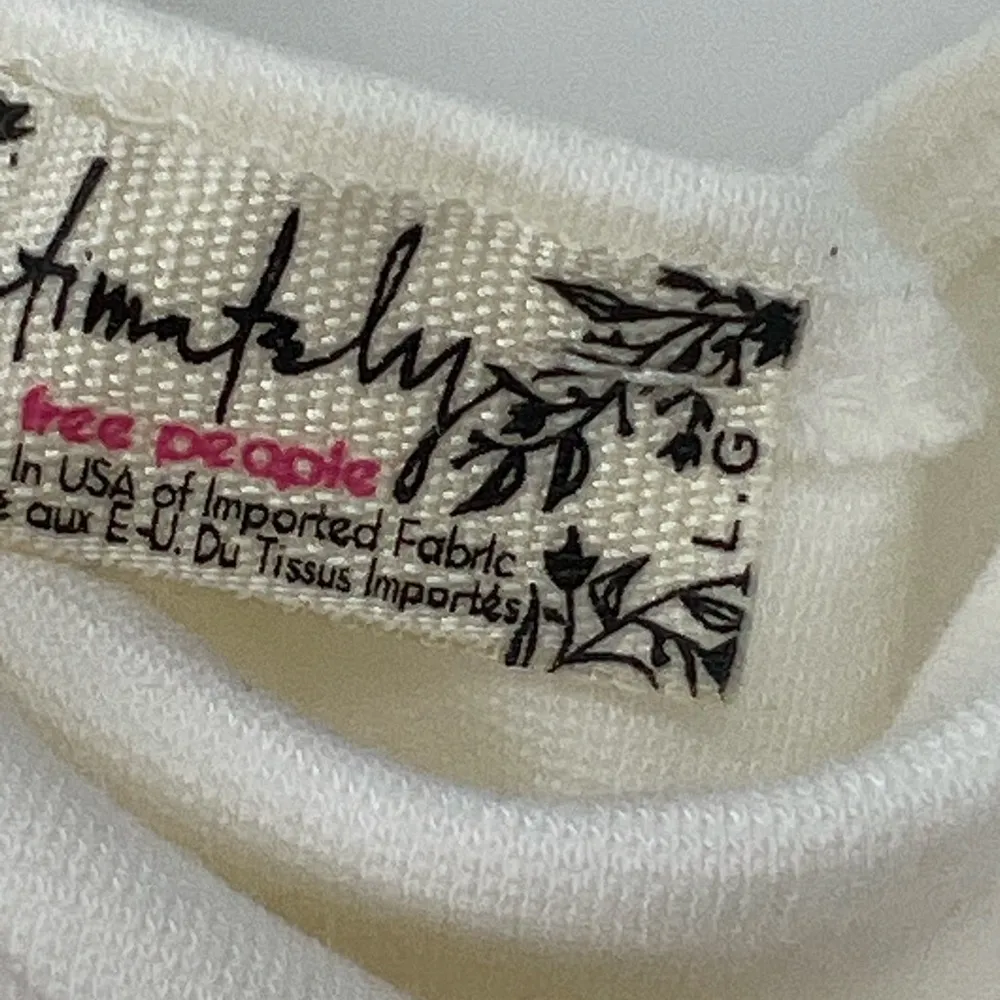 timately
free people
In USA of Imported Fabric
aux E-U. Du Tissus Importés
L.G